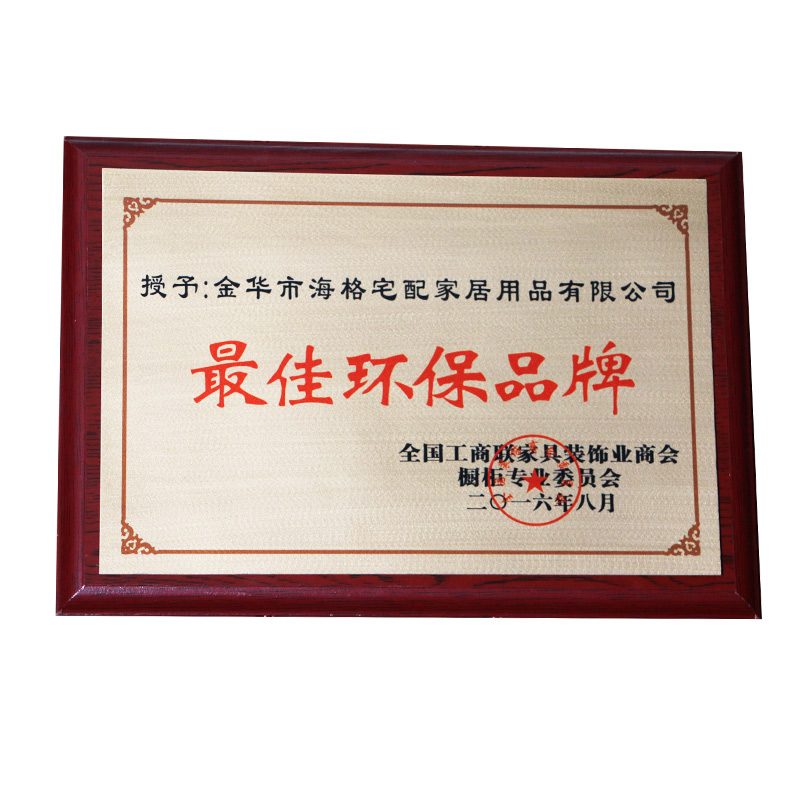 授予:金华市海格宅配家居用品有限公司
最佳环保品牌
全国工商联家具装饰业商会
橱柜专业委员会
二〇一六年八月